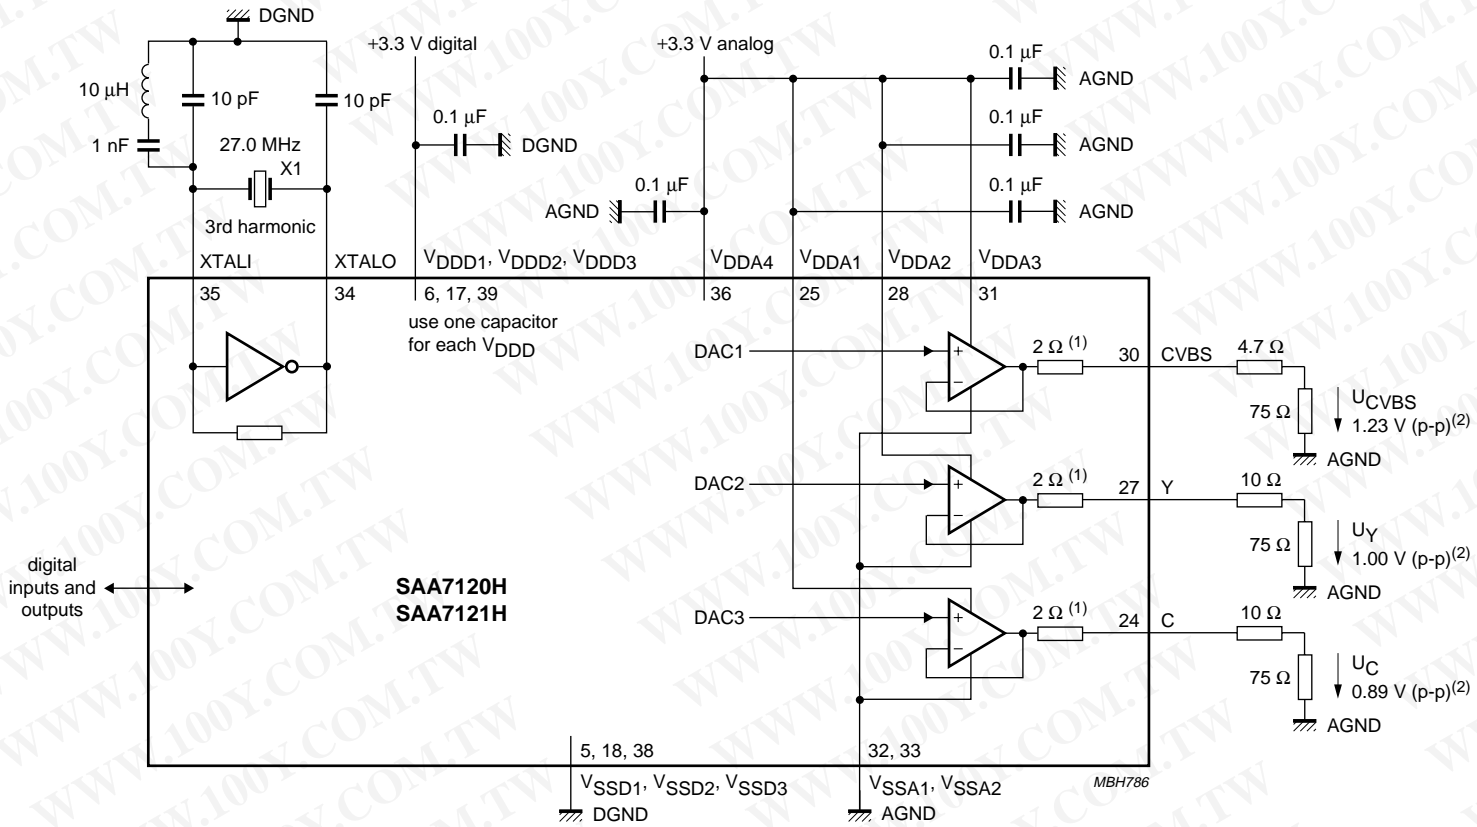 DGND
+3.3 V digital
+3.3 V analog
0.1 μF
AGND
10 μH
10 pF
10 pF
0.1 μF
DGND
0.1 μF
AGND
1 nF
27.0 MHz
X1
3rd harmonic
0.1 μF
AGND
0.1 μF
AGND
XTALI
XTALO
VDDD1, VDDD2, VDDD3
VDDA4
VDDA1
VDDA2
VDDA3
35
34
6, 17, 39
36
25
28
31
use one capacitor
for each VDDD
DAC1
+
−
2 Ω (1)
30
CVBS
4.7 Ω
75 Ω
UCVBS
1.23 V (p-p)(2)
AGND
DAC2
+
−
2 Ω (1)
27
Y
10 Ω
75 Ω
UY
1.00 V (p-p)(2)
AGND
digital
inputs and
outputs
SAA7120H
SAA7121H
DAC3
+
−
2 Ω (1)
24
C
10 Ω
75 Ω
UC
0.89 V (p-p)(2)
AGND
5, 18, 38
32, 33
VSSD1, VSSD2, VSSD3
VSSA1, VSSA2
MBH786
DGND
AGND
WWW.100Y.COM.TW